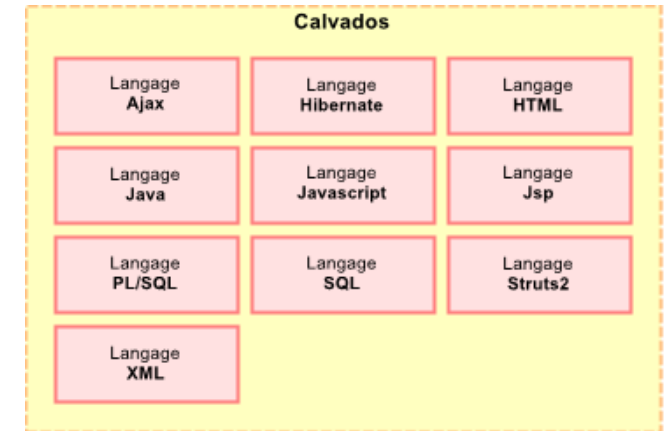 Calvados
Langage
Ajax
Langage
Hibernate
Langage
HTML
Langage
Java
Langage
Javascript
Langage
Jsp
Langage
PL/SQL
Langage
SQL
Langage
Struts2
Langage
XML